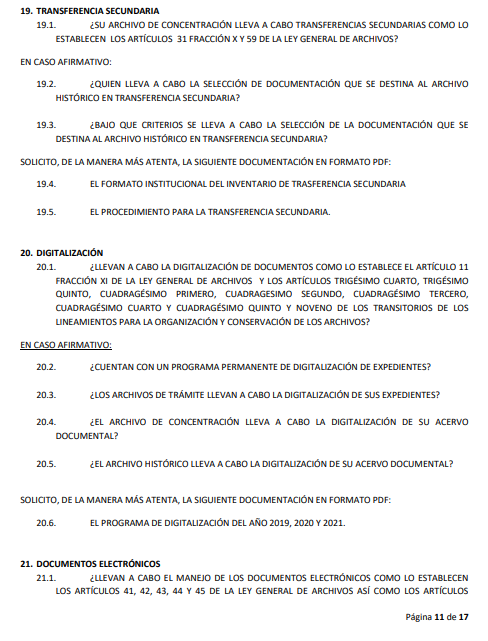 19. TRANSFERENCIA SECUNDARIA
19.1. ¿SU ARCHIVO DE CONCENTRACIÓN LLEVA A CABO TRANSFERENCIAS SECUNDARIAS COMO LO
ESTABLECEN LOS ARTÍCULOS 31 FRACCIÓN X Y 59 DE LA LEY GENERAL DE ARCHIVOS?
EN CASO AFIRMATIVO:
19.2. ¿QUIEN LLEVA A CABO LA SELECCIÓN DE DOCUMENTACIÓN QUE SE DESTINA AL ARCHIVO
HISTÓRICO EN TRANSFERENCIA SECUNDARIA?
19.3. ¿BAJO QUE CRITERIOS SE LLEVA A CABO LA SELECCIÓN DE LA DOCUMENTACIÓN QUE SE
DESTINA AL ARCHIVO HISTÓRICO EN TRANSFERENCIA SECUNDARIA?
SOLICITO, DE LA MANERA MÁS ATENTA, LA SIGUIENTE DOCUMENTACIÓN EN FORMATO PDF:
19.4. EL FORMATO INSTITUCIONAL DEL INVENTARIO DE TRASFERENCIA SECUNDARIA
19.5. EL PROCEDIMIENTO PARA LA TRANSFERENCIA SECUNDARIA.
20. DIGITALIZACIÓN
20.1. ¿LLEVAN A CABO LA DIGITALIZACIÓN DE DOCUMENTOS COMO LO ESTABLECE EL ARTÍCULO 11
FRACCIÓN XI DE LA LEY GENERAL DE ARCHIVOS Y LOS ARTÍCULOS TRIGÉSIMO CUARTO, TRIGÉSIMO
QUINTO, CUADRAGÉSIMO PRIMERO, CUADRAGESIMO SEGUNDO, CUADRAGÉSIMO TERCERO,
CUADRAGÉSIMO CUARTO Y CUADRAGÉSIMO QUINTO Y NOVENO DE LOS TRANSITORIOS DE LOS
LINEAMIENTOS PARA LA ORGANIZACIÓN Y CONSERVACIÓN DE LOS ARCHIVOS?
EN CASO AFIRMATIVO:
20.2. ¿CUENTAN CON UN PROGRAMA PERMANENTE DE DIGITALIZACIÓN DE EXPEDIENTES?
20.3. ¿LOS ARCHIVOS DE TRÁMITE LLEVAN A CABO LA DIGITALIZACIÓN DE SUS EXPEDIENTES?
20.4. ¿EL ARCHIVO DE CONCENTRACIÓN LLEVA A CABO LA DIGITALIZACIÓN DE SU ACERVO
DOCUMENTAL?
20.5. ¿EL ARCHIVO HISTÓRICO LLEVA A CABO LA DIGITALIZACIÓN DE SU ACERVO DOCUMENTAL?
SOLICITO, DE LA MANERA MÁS ATENTA, LA SIGUIENTE DOCUMENTACIÓN EN FORMATO PDF:
20.6. EL PROGRAMA DE DIGITALIZACIÓN DEL AÑO 2019, 2020 Y 2021.
21. DOCUMENTOS ELECTRÓNICOS
21.1. ¿LLEVAN A CABO EL MANEJO DE LOS DOCUMENTOS ELECTRÓNICOS COMO LO ESTABLECEN
LOS ARTÍCULOS 41, 42, 43, 44 Y 45 DE LA LEY GENERAL DE ARCHIVOS ASÍ COMO LOS ARTÍCULOS
Página 11 de 17